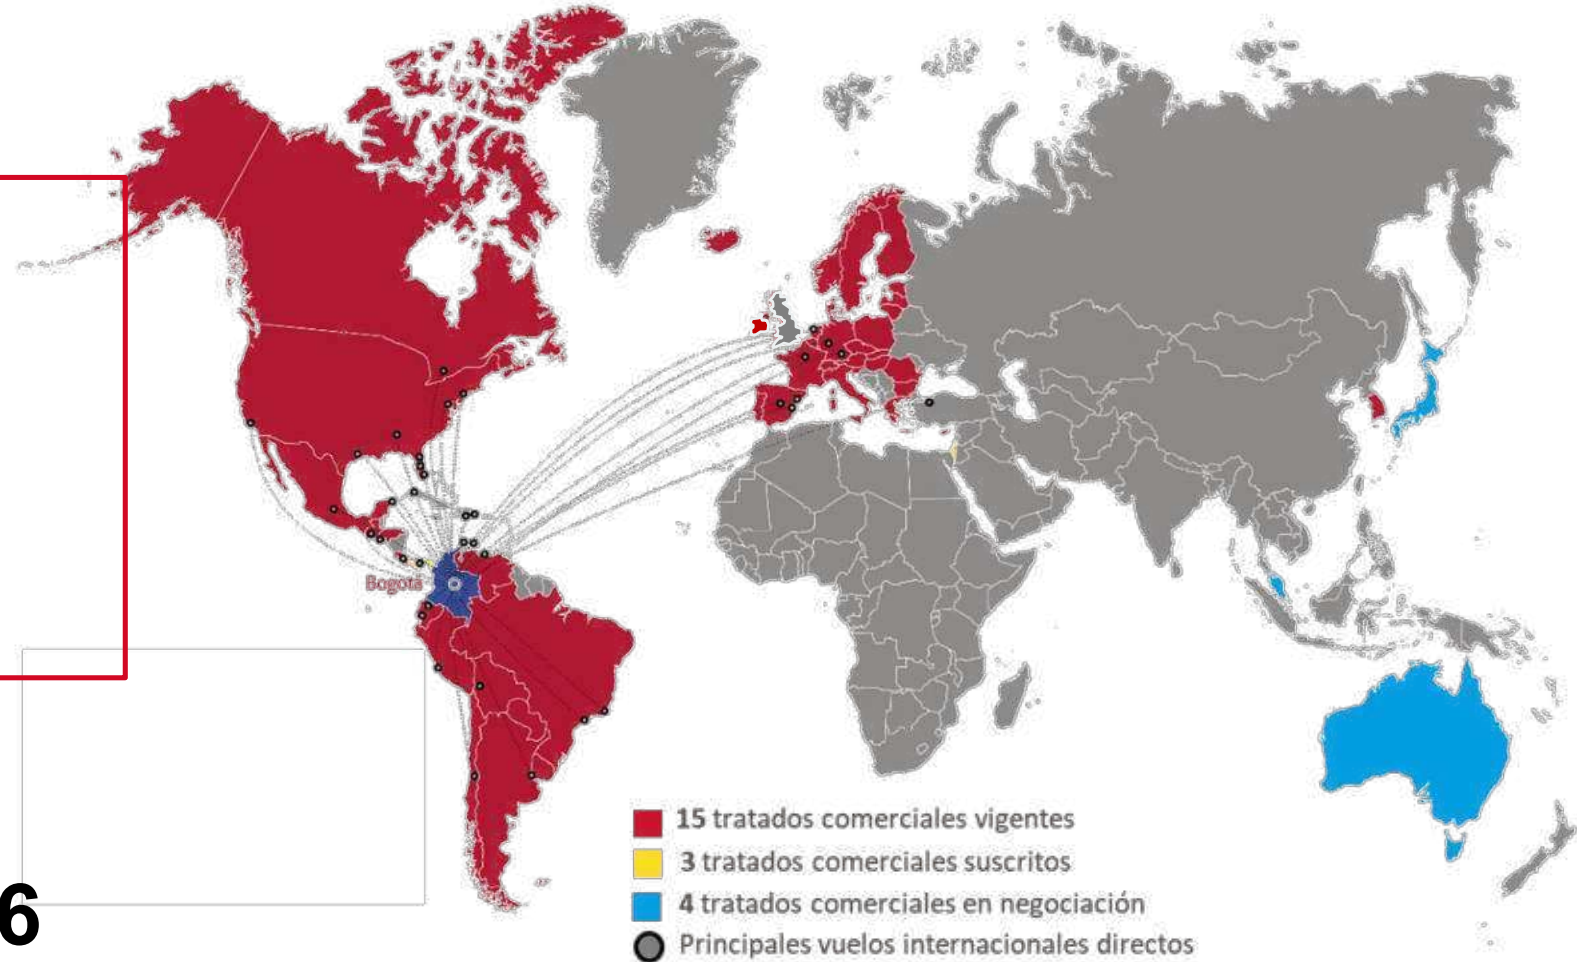 Bogotá
15 tratados comerciales vigentes
3 tratados comerciales suscritos
4 tratados comerciales en negociación
Principales vuelos internacionales directos
6